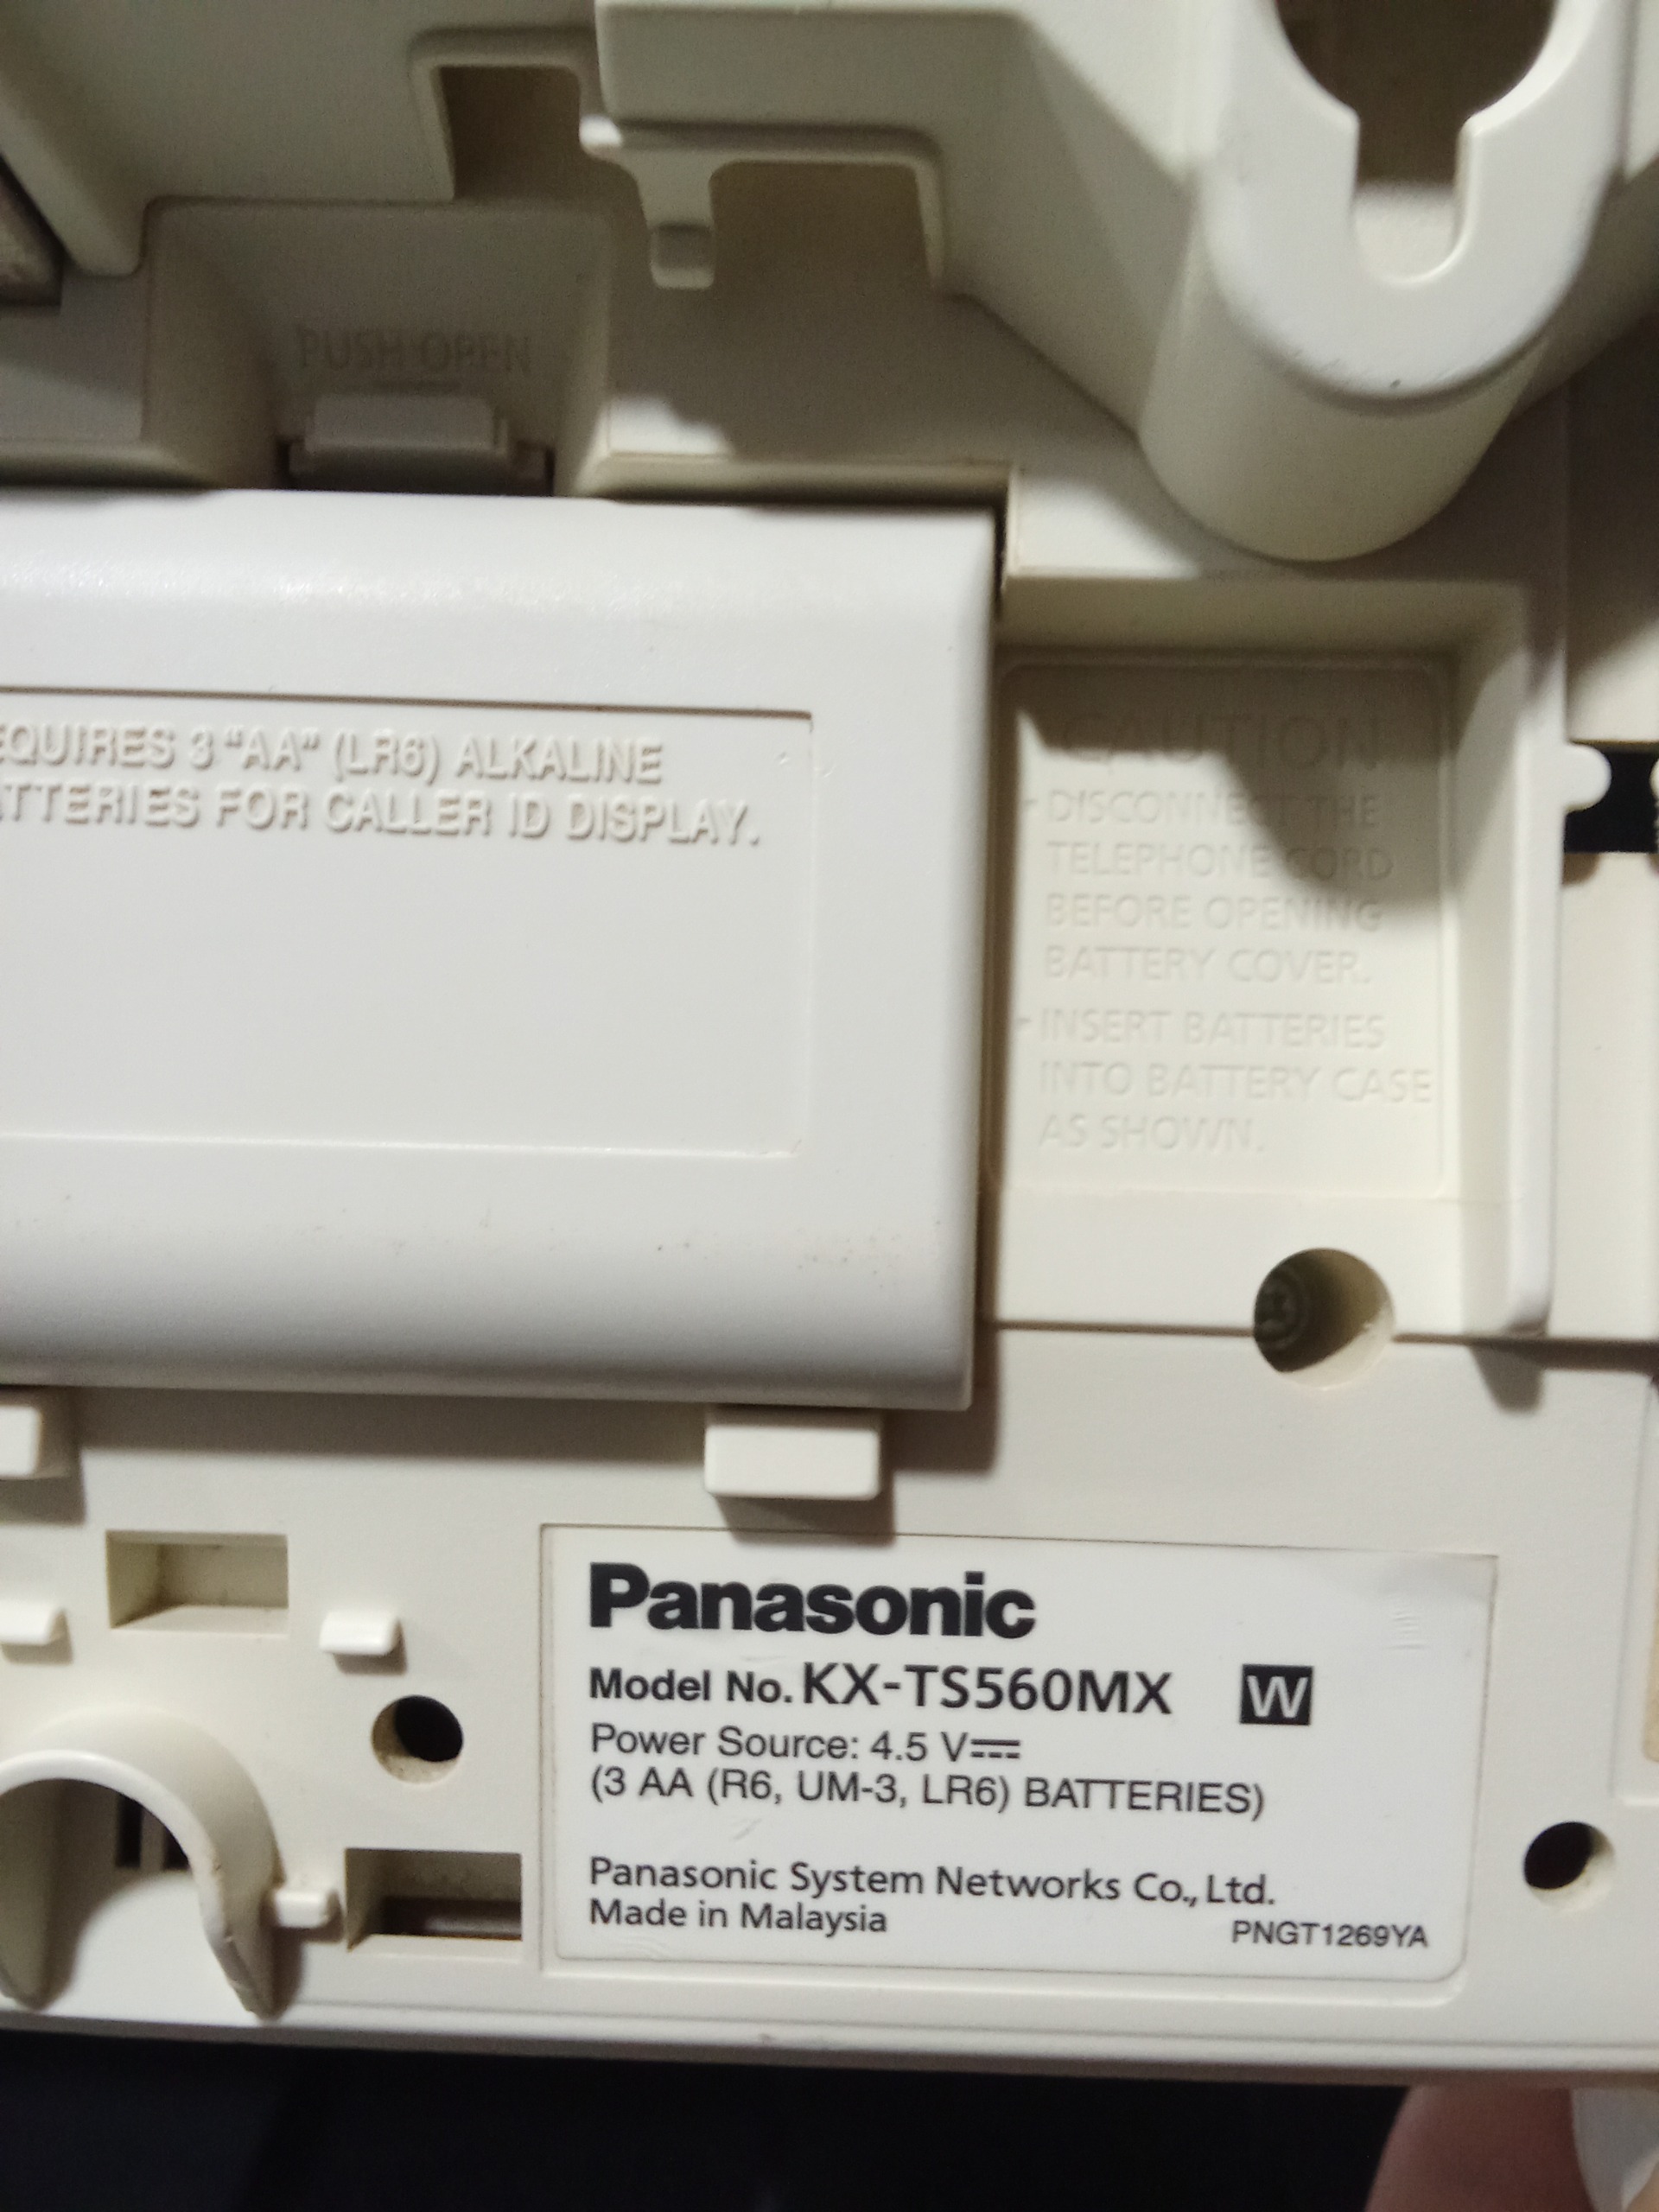 PUSH OPEN
EQUIRES 3 "AA" (LR6) ALKALINE
ATTERIES FOR CALLER ID DISPLAY.
CAUTION
• DISCONNECT THE
TELEPHONE CORD
BEFORE OPENING
BATTERY COVER.
• INSERT BATTERIES
INTO BATTERY CASE
AS SHOWN.
Panasonic
Model No. KX-TS560MX W
Power Source: 4.5 V⎓
(3 AA (R6, UM-3, LR6) BATTERIES)
Panasonic System Networks Co., Ltd.
Made in Malaysia PNGT1269YA